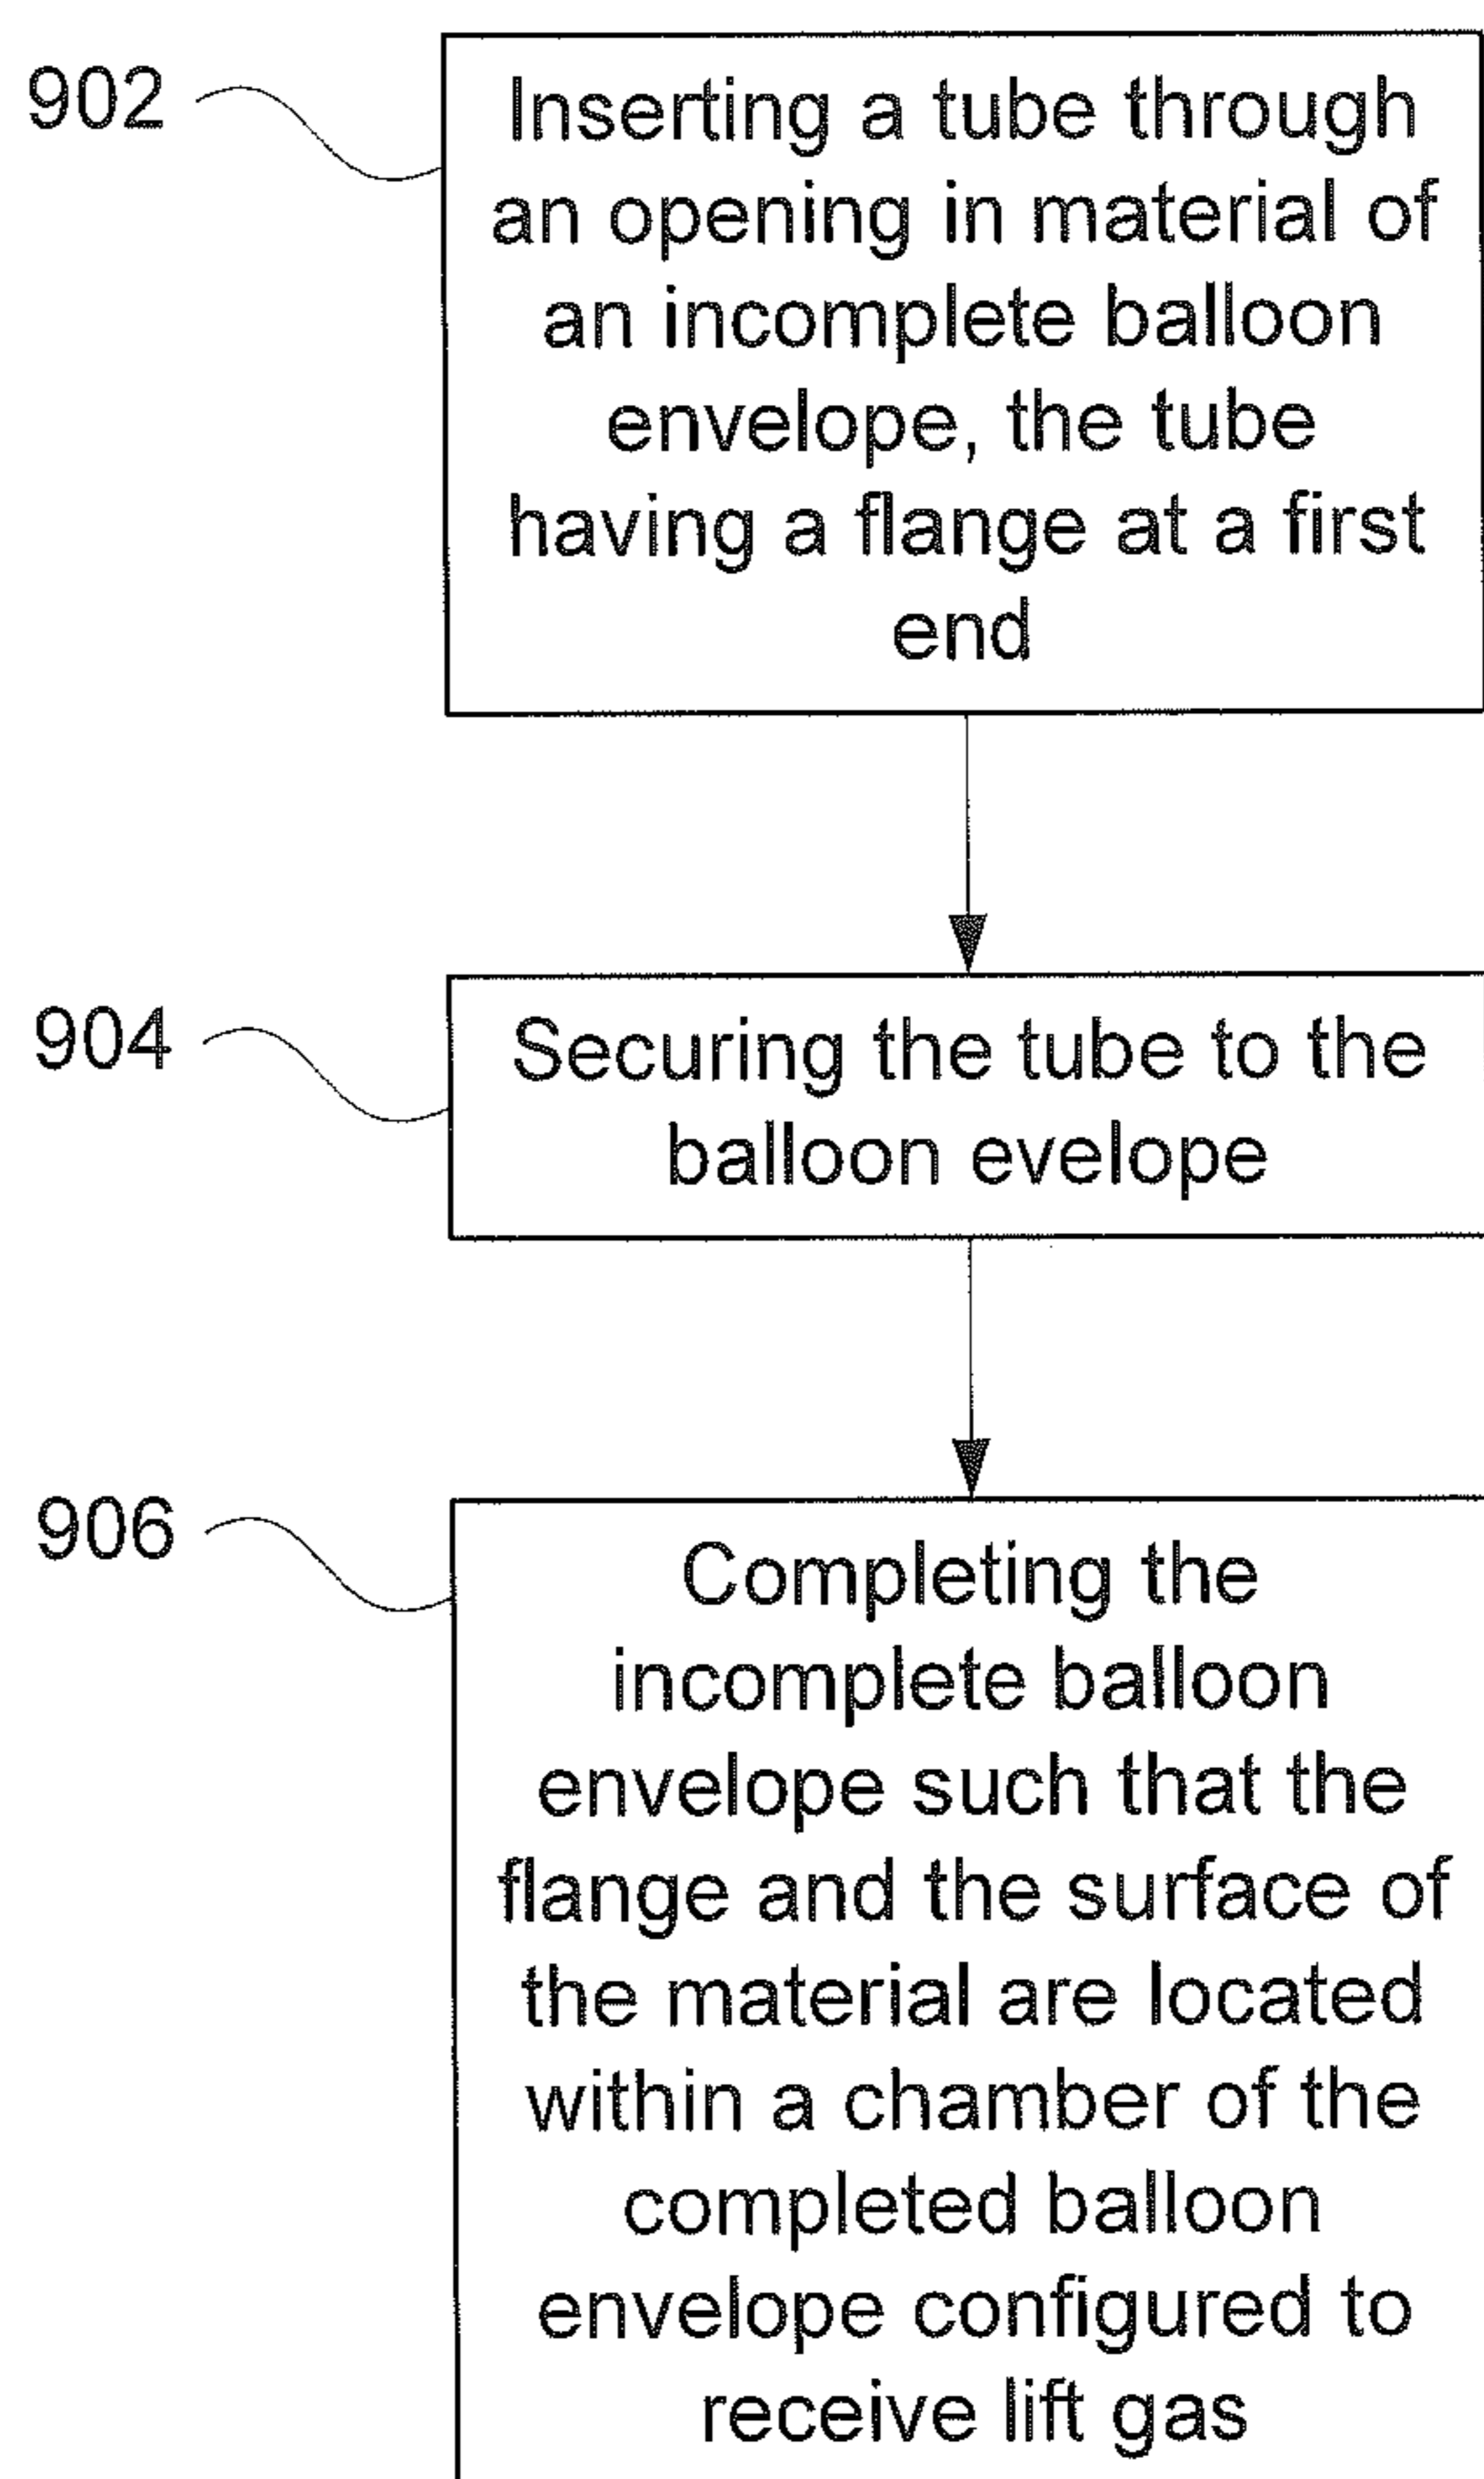 902
Inserting a tube through
an opening in material of
an incomplete balloon
envelope, the tube
having a flange at a first
end
904
Securing the tube to the
balloon evelope
906
Completing the
incomplete balloon
envelope such that the
flange and the surface of
the material are located
within a chamber of the
completed balloon
envelope configured to
receive lift gas